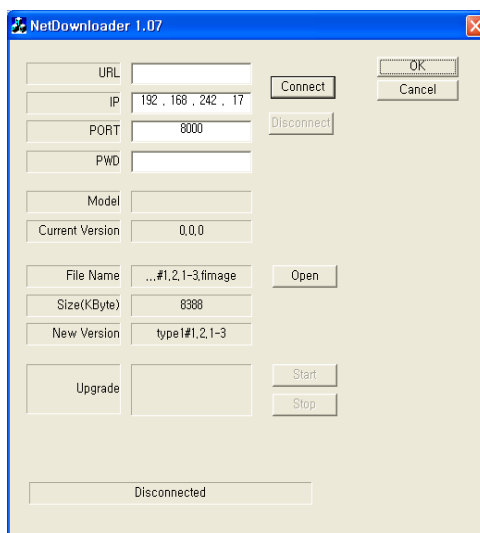 NetDownloader 1.07
URL
OK
Connect
IP 192 , 168 , 242 , 17
Cancel
PORT 8000
Disconnect
PWD
Model
Current Version 0,0,0
File Name ...#1,2,1-3,fimage Open
Size(KByte) 8388
New Version type1#1,2,1-3
Start
Upgrade
Stop
Disconnected